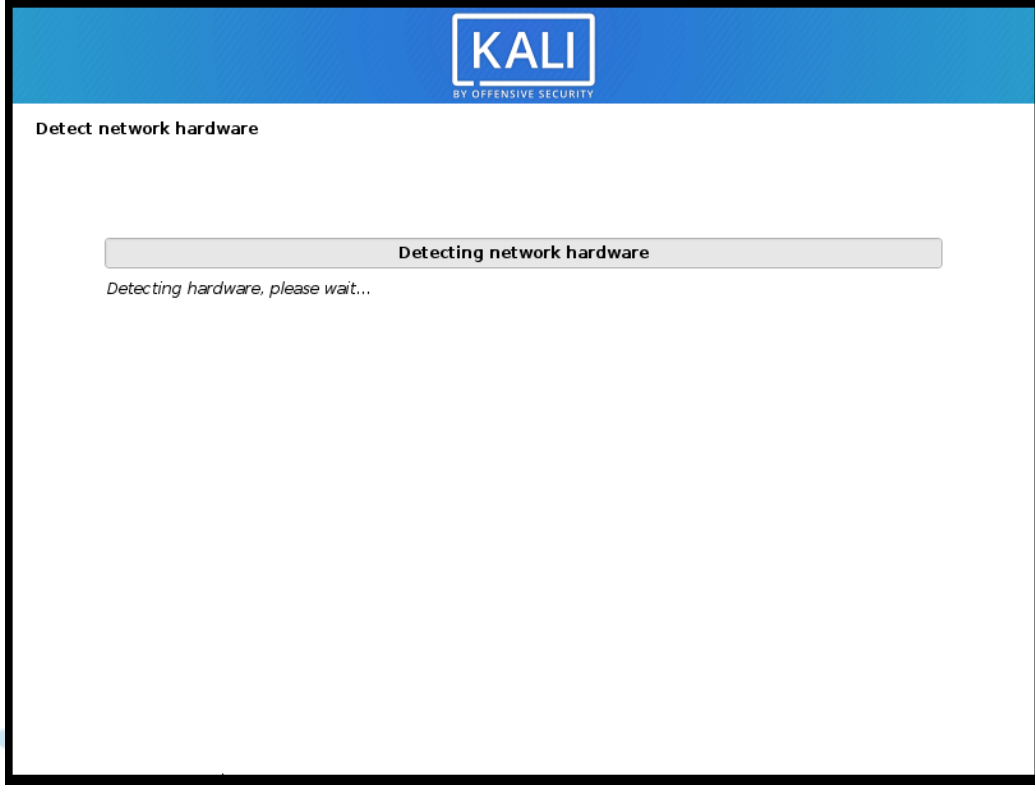 KALI
BY OFFENSIVE SECURITY
Detect network hardware
Detecting network hardware
Detecting hardware, please wait...